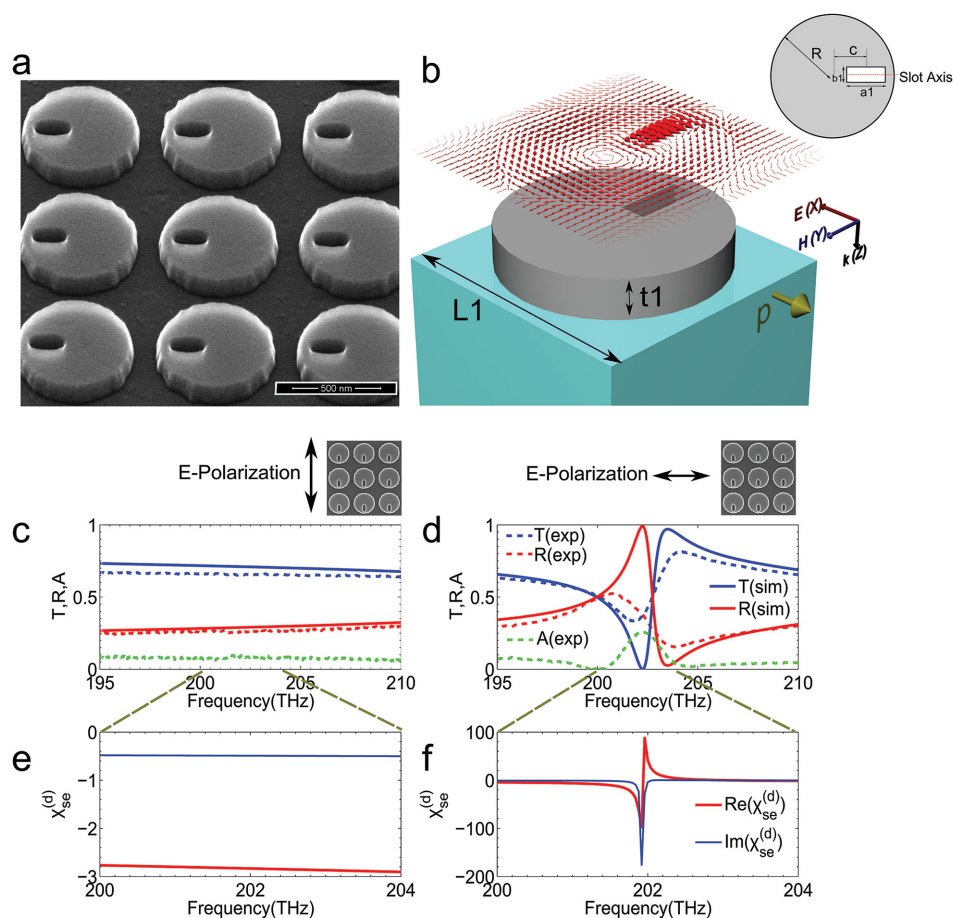 a
500 nm
b
R
c
b1
a1
Slot Axis
E(X)
H(Y)
K(Z)
L1
t1
p
E-Polarization
E-Polarization
c
T,R,A
1
0.5
0
195
200
205
210
Frequency(THz)
d
T(exp)
R(exp)
A(exp)
T(sim)
R(sim)
T,R,A
1
0.5
0
195
200
205
210
Frequency(THz)
e
χse(d)
0
−1
−2
−3
200
202
204
Frequency(THz)
f
χse(d)
100
0
−100
−200
Re(χse(d))
Im(χse(d))
200
202
204
Frequency(THz)